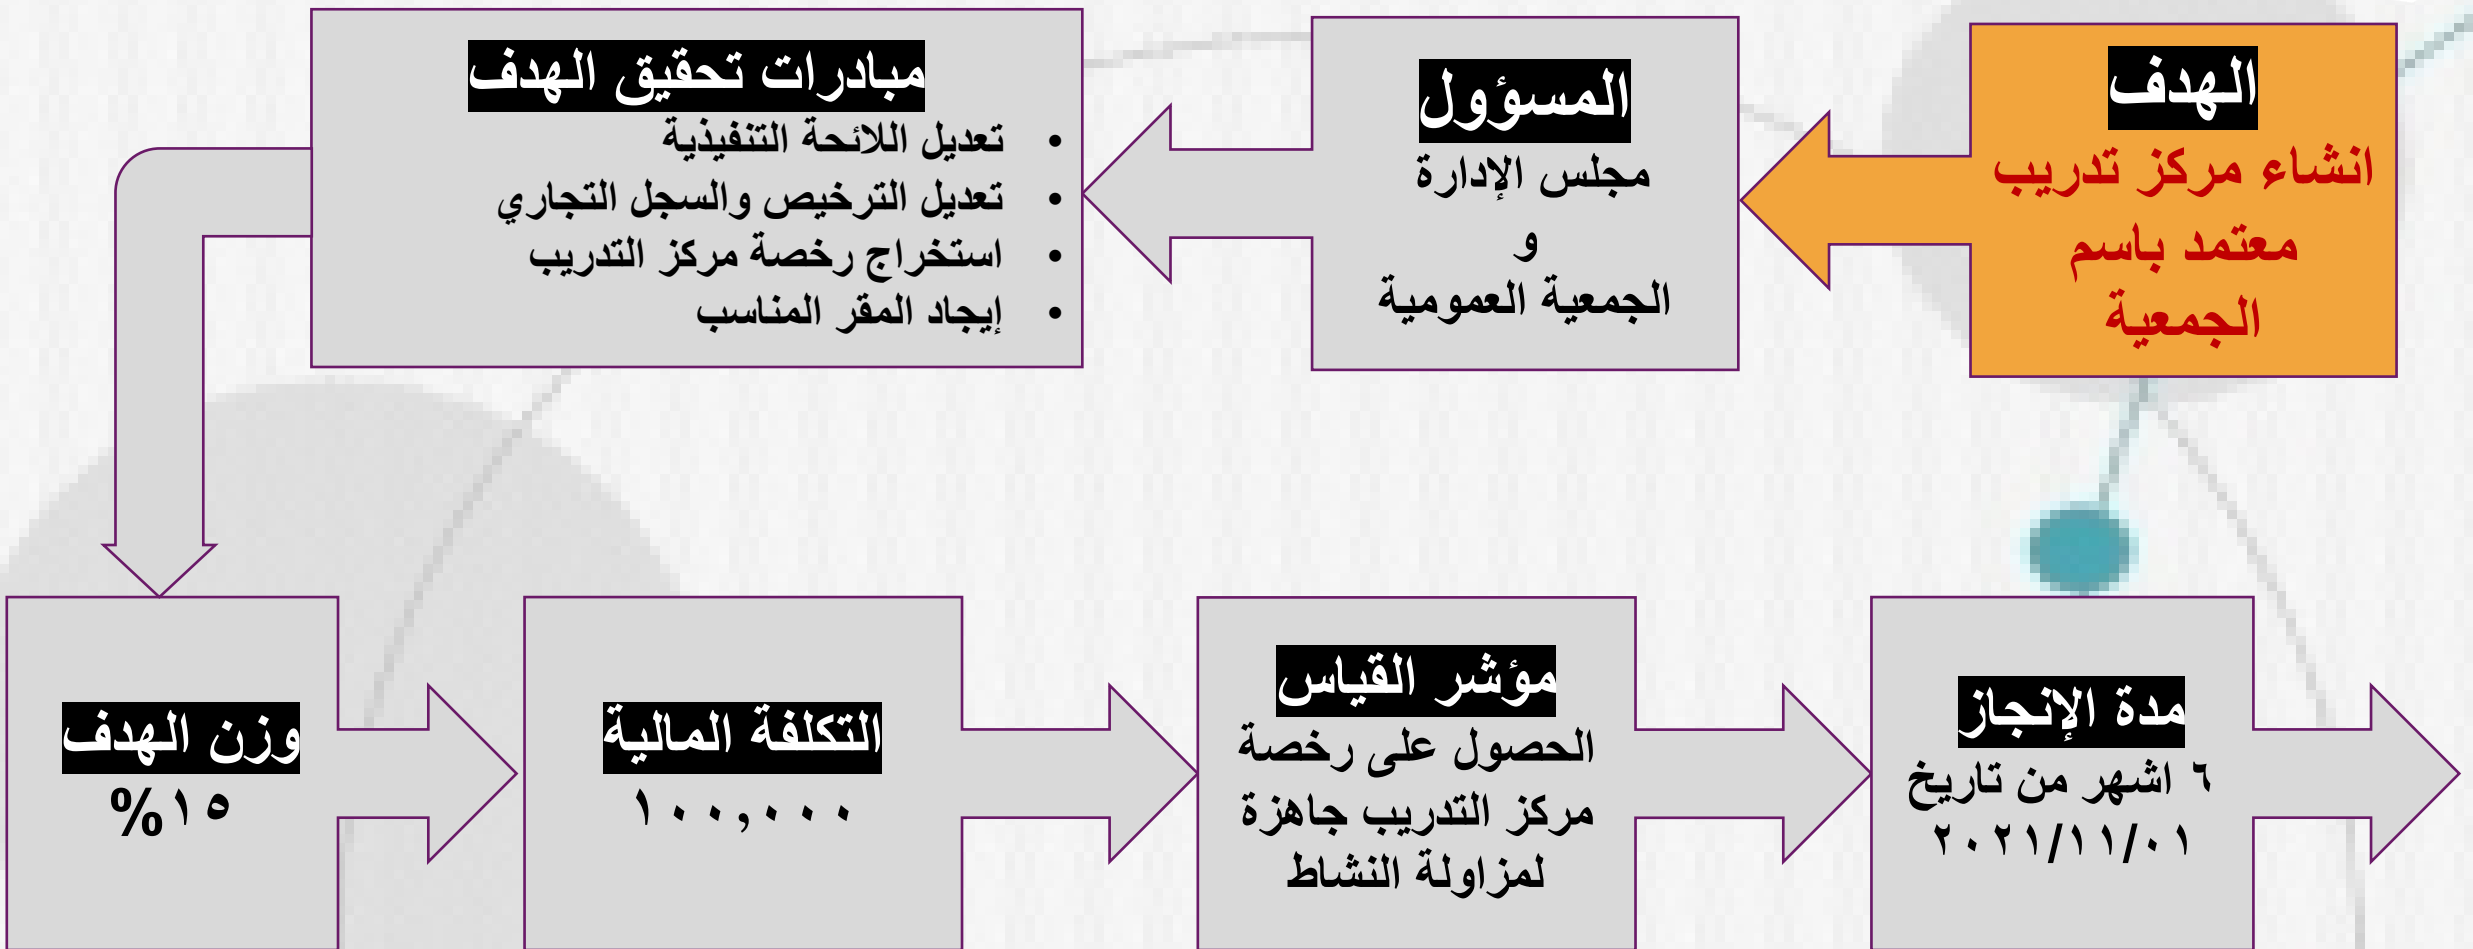 الهدف
انشاء مركز تدريب
معتمد باسم
الجمعية
المسؤول
مجلس الإدارة
و
الجمعية العمومية
مبادرات تحقيق الهدف
• تعديل اللائحة التنفيذية
• تعديل الترخيص والسجل التجاري
• استخراج رخصة مركز التدريب
• إيجاد المقر المناسب
وزن الهدف
١٥%
التكلفة المالية
١٠٠,٠٠٠
مؤشر القياس
الحصول على رخصة
مركز التدريب جاهزة
لمزاولة النشاط
مدة الإنجاز
٦ اشهر من تاريخ
٢٠٢١/١١/٠١